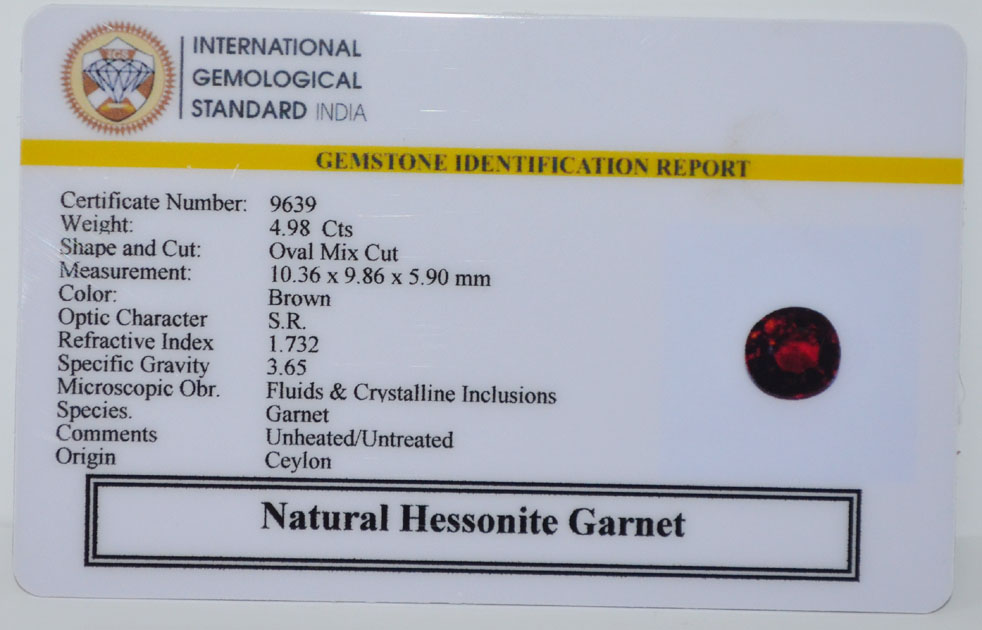 IGS
INTERNATIONAL
GEMOLOGICAL
STANDARD INDIA
GEMSTONE IDENTIFICATION REPORT
Certificate Number: 9639
Weight: 4.98 Cts
Shape and Cut: Oval Mix Cut
Measurement: 10.36 x 9.86 x 5.90 mm
Color: Brown
Optic Character S.R.
Refractive Index 1.732
Specific Gravity 3.65
Microscopic Obr. Fluids & Crystalline Inclusions
Species. Garnet
Comments Unheated/Untreated
Origin Ceylon
Natural Hessonite Garnet